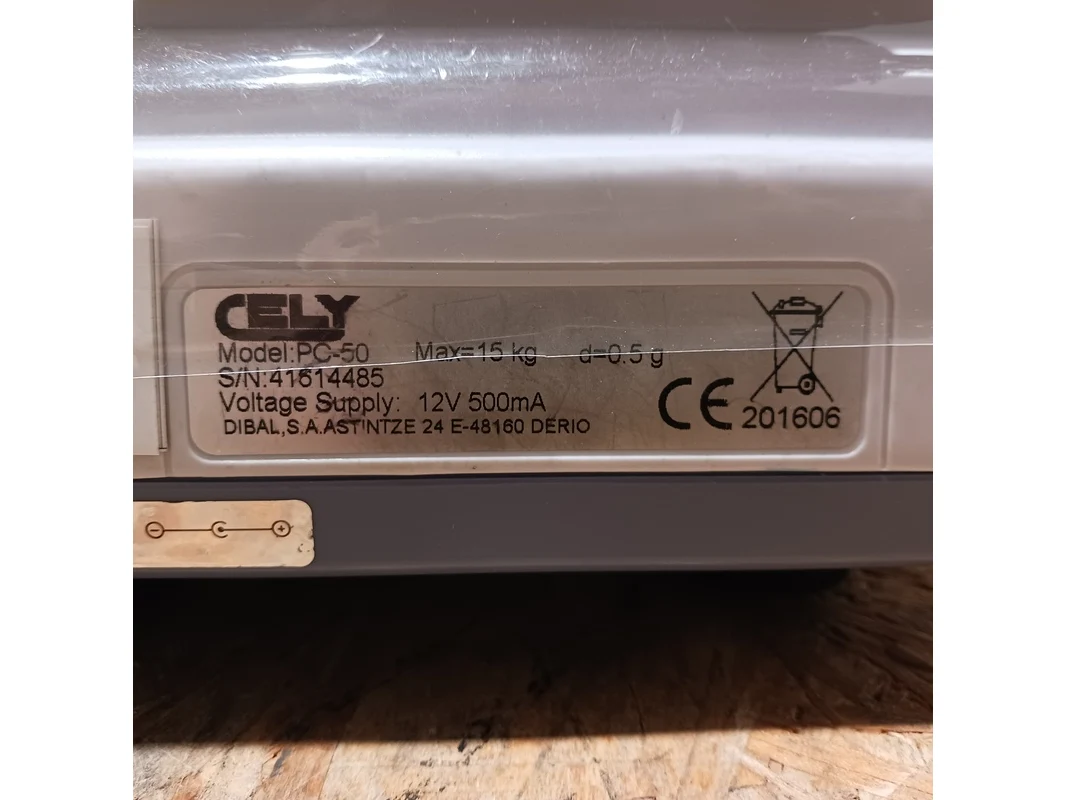 CELY
Model:PC-50 Max=15 kg d=0.5 g
S/N:41614485
Voltage Supply: 12V 500mA
DIBAL,S.A.ASTINTZE 24 E-48160 DERIO
CE 201606